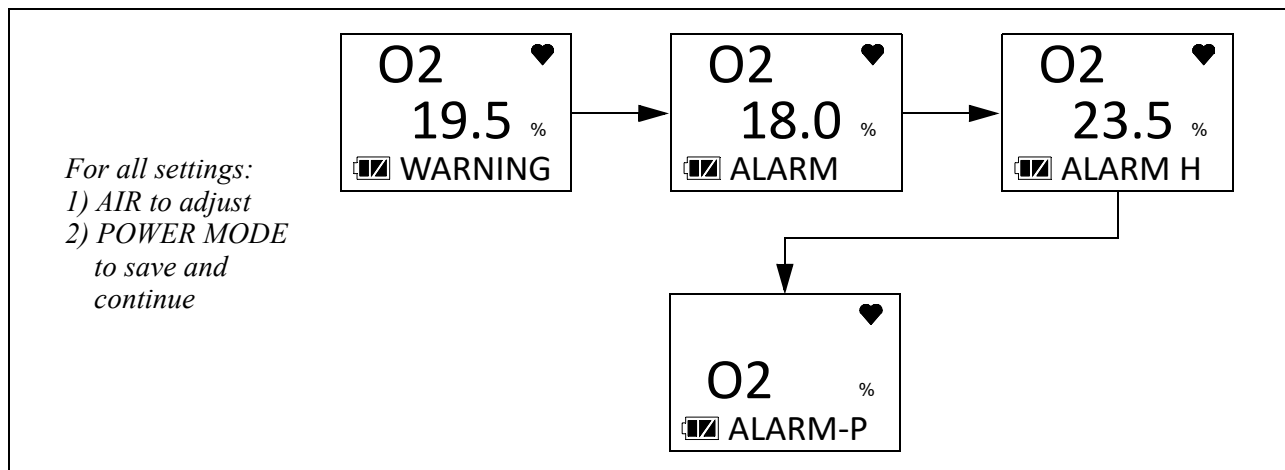 O2
19.5 %
WARNING
O2
18.0 %
ALARM
O2
23.5 %
ALARM H
For all settings:
1) AIR to adjust
2) POWER MODE
to save and
continue
O2 %
ALARM-P